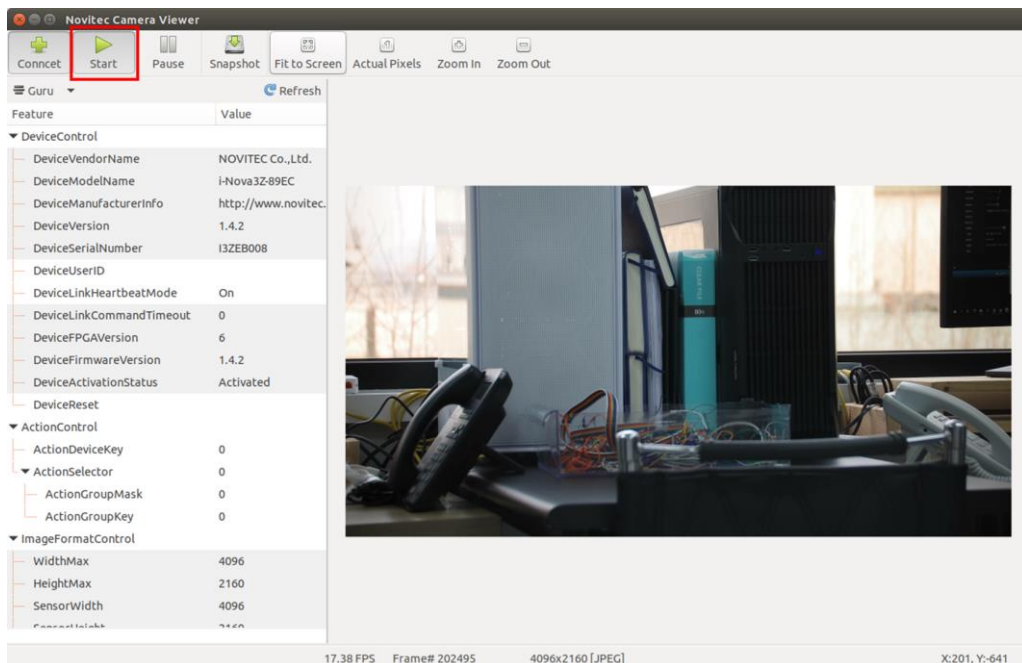 Novitec Camera Viewer
Conncet Start Pause Snapshot Fit to Screen Actual Pixels Zoom In Zoom Out
Guru Refresh
Feature Value
DeviceControl
DeviceVendorName NOVITEC Co.,Ltd.
DeviceModelName i-Nova3Z-89EC
DeviceManufacturerInfo http://www.novitec.
DeviceVersion 1.4.2
DeviceSerialNumber I3ZEB008
DeviceUserID
DeviceLinkHeartbeatMode On
DeviceLinkCommandTimeout 0
DeviceFPGAVersion 6
DeviceFirmwareVersion 1.4.2
DeviceActivationStatus Activated
DeviceReset
ActionControl
ActionDeviceKey 0
ActionSelector 0
ActionGroupMask 0
ActionGroupKey 0
ImageFormatControl
WidthMax 4096
HeightMax 2160
SensorWidth 4096
SensorHeight 2160
17.38 FPS Frame# 202495 4096x2160 [JPEG] X:201, Y:-641